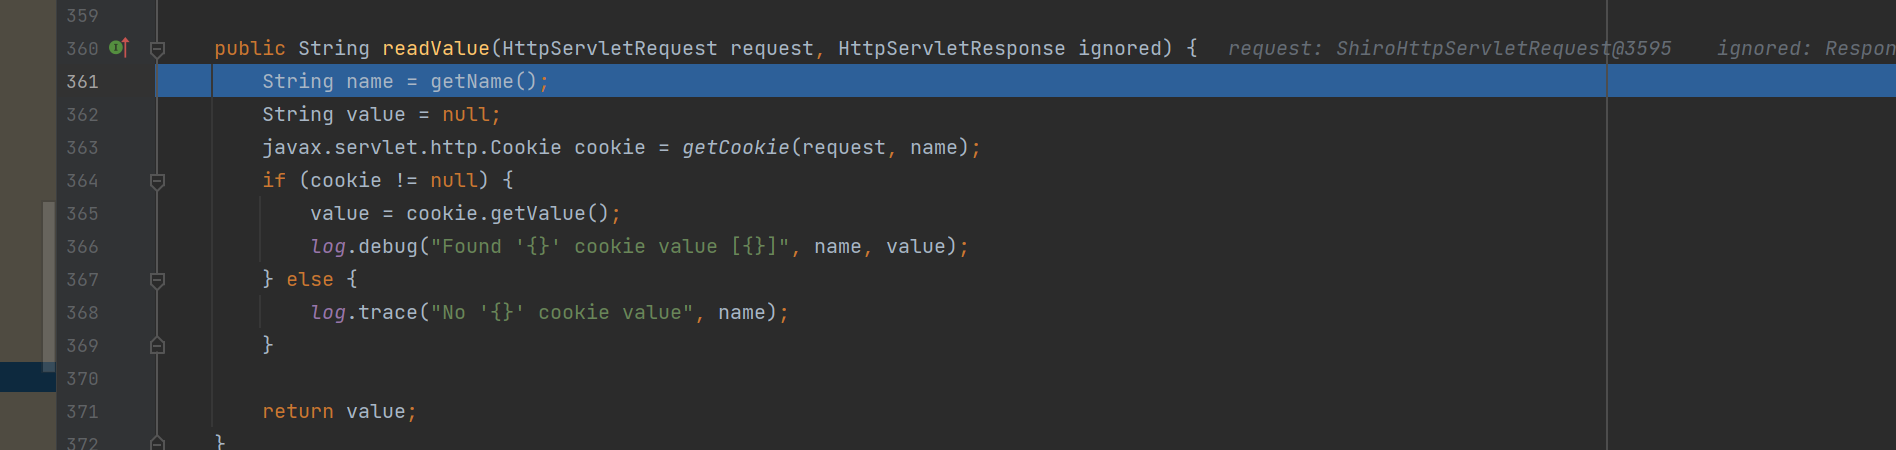 359
360 public String readValue(HttpServletRequest request, HttpServletResponse ignored) { request: ShiroHttpServletRequest@3595 ignored: Respon
361 String name = getName();
362 String value = null;
363 javax.servlet.http.Cookie cookie = getCookie(request, name);
364 if (cookie != null) {
365 value = cookie.getValue();
366 log.debug("Found '{}' cookie value [{}]", name, value);
367 } else {
368 log.trace("No '{}' cookie value", name);
369 }
370
371 return value;
372 }